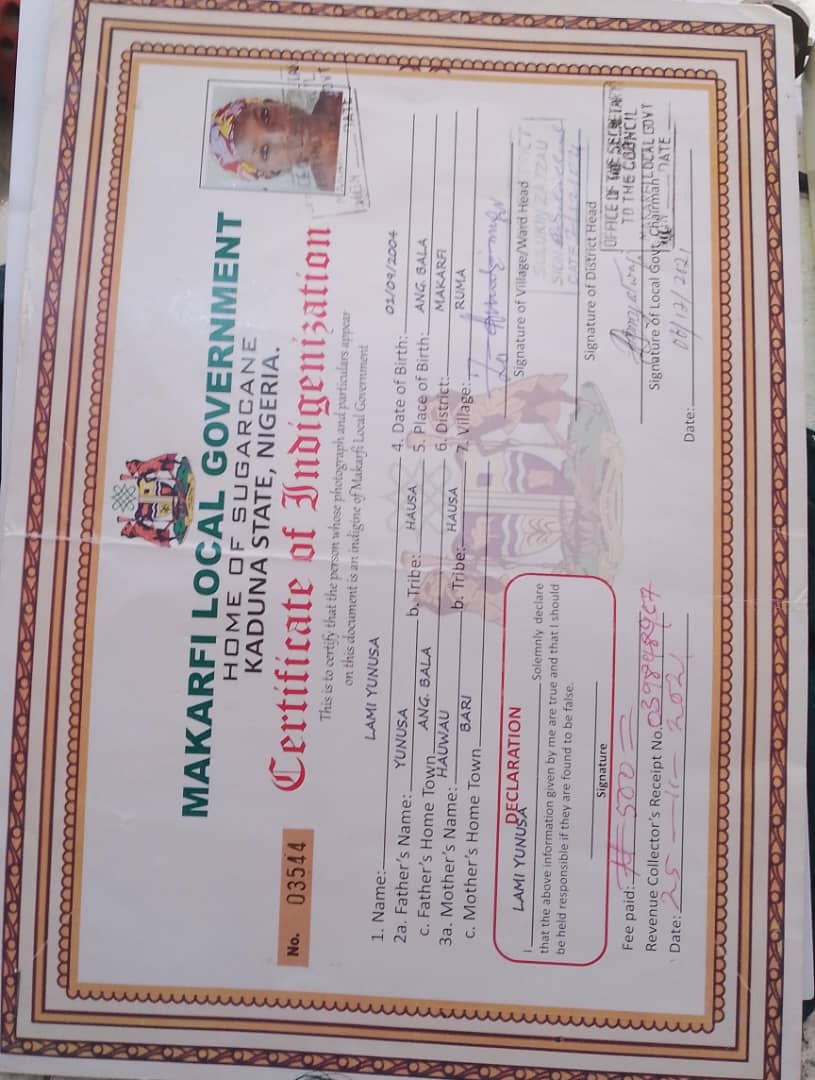 MAKARFI LOCAL GOVERNMENT
HOME OF SUGARCANE
KADUNA STATE, NIGERIA.
No. 03544
Certificate of Indigenization
This is to certify that the person whose photograph and particulars appear
on this document is an indigine of Makarfi Local Government
1. Name: LAMI YUNUSA
2a. Father's Name: YUNUSA b. Tribe: HAUSA
c. Father's Home Town ANG. BALA
3a. Mother's Name: HAUWAU b. Tribe: HAUSA
c. Mother's Home Town BARI
4. Date of Birth: 01/09/2004
5. Place of Birth: ANG. BALA
6. District: MAKARFI
7. Village: RUMA
DECLARATION
I LAMI YUNUSA Solemnly declare
that the above information given by me are true and that I should
be held responsible if they are found to be false.
Signature
Signature of Village/Ward Head
DATE
Signature of District Head
OFFICE OF THE SECRETARY
TO THE COUNCIL
MAKARFI LOCAL GOVT
SIGN DATE
Signature of Local Govt. Chairman
Date: 06/12/2021
Fee paid: ₦ 500 =
Revenue Collector's Receipt No.
Date: 25 - 11 - 2021